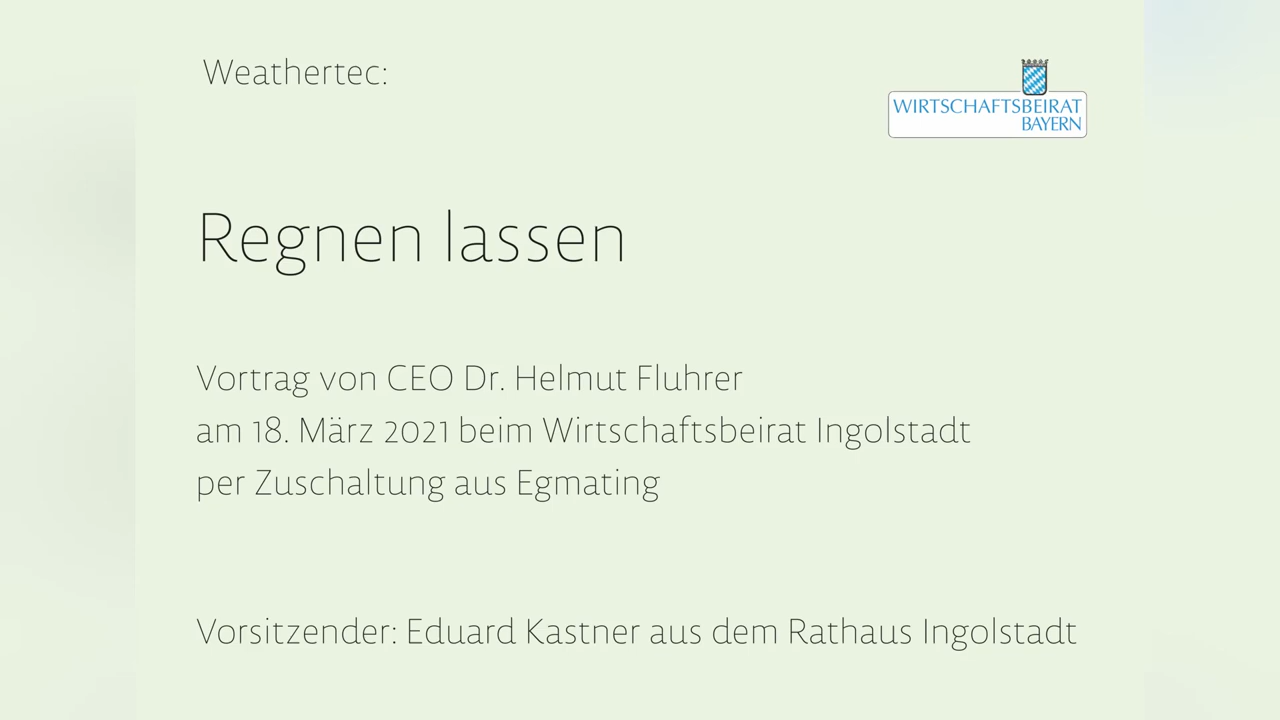 Weathertec:
WIRTSCHAFTSBEIRAT
BAYERN
Regnen lassen
Vortrag von CEO Dr. Helmut Fluhrer
am 18. März 2021 beim Wirtschaftsbeirat Ingolstadt
per Zuschaltung aus Egmating
Vorsitzender: Eduard Kastner aus dem Rathaus Ingolstadt